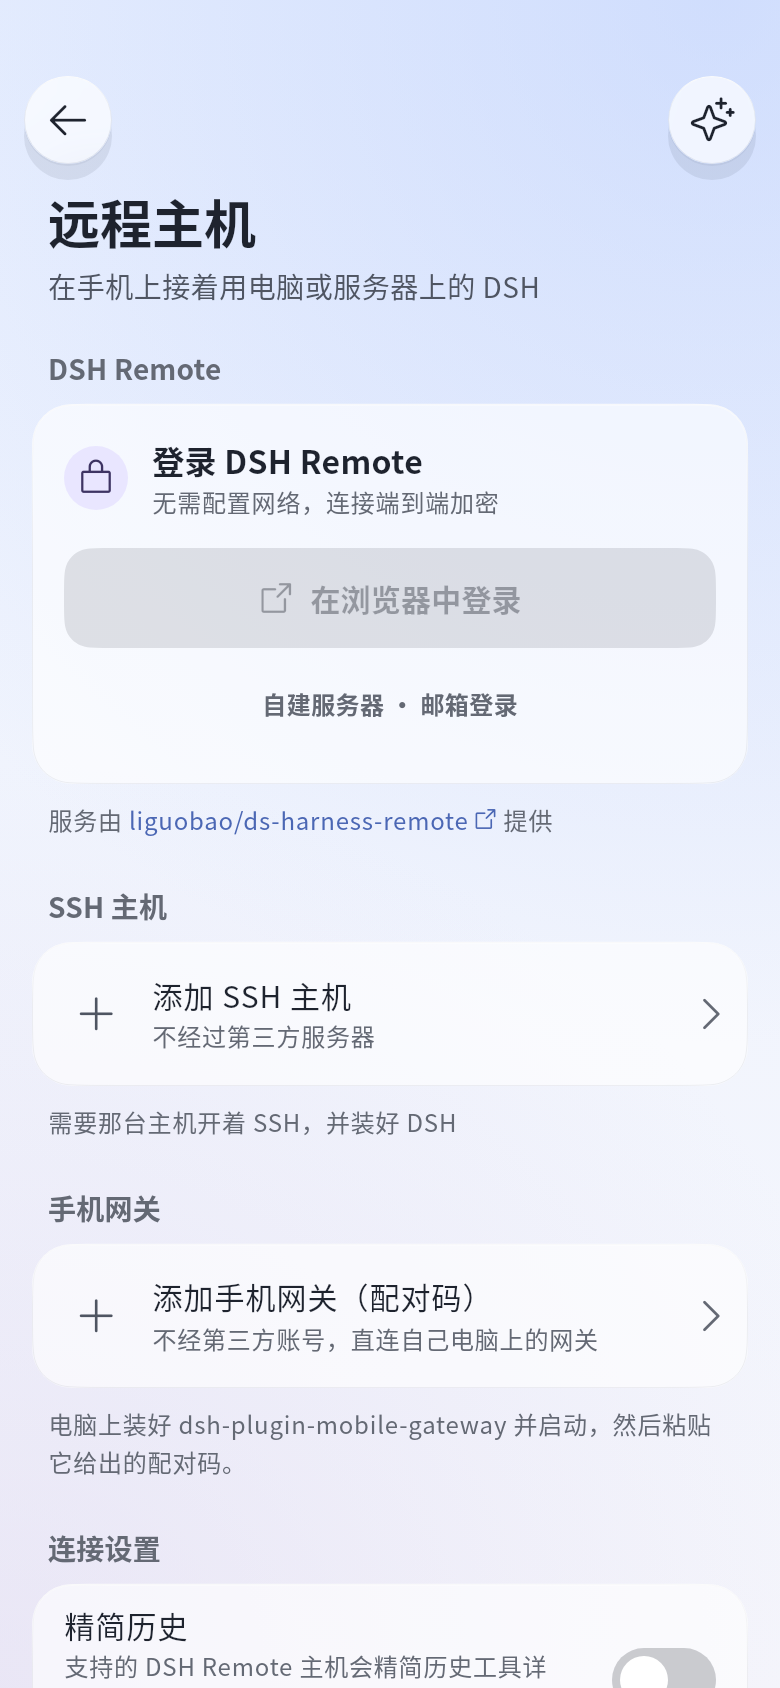 远程主机
在手机上接着用电脑或服务器上的 DSH
DSH Remote
登录 DSH Remote
无需配置网络，连接端到端加密
在浏览器中登录
自建服务器 · 邮箱登录
服务由 liguobao/ds-harness-remote 提供
SSH 主机
添加 SSH 主机
不经过第三方服务器
需要那台主机开着 SSH，并装好 DSH
手机网关
添加手机网关（配对码）
不经第三方账号，直连自己电脑上的网关
电脑上装好 dsh-plugin-mobile-gateway 并启动，然后粘贴
它给出的配对码。
连接设置
精简历史
支持的 DSH Remote 主机会精简历史工具详